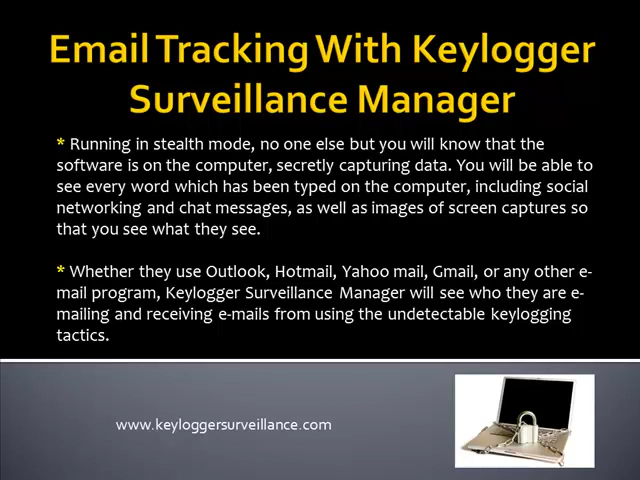 Email Tracking With Keylogger
Surveillance Manager
* Running in stealth mode, no one else but you will know that the
software is on the computer, secretly capturing data. You will be able to
see every word which has been typed on the computer, including social
networking and chat messages, as well as images of screen captures so
that you see what they see.
* Whether they use Outlook, Hotmail, Yahoo mail, Gmail, or any other e-
mail program, Keylogger Surveillance Manager will see who they are e-
mailing and receiving e-mails from using the undetectable keylogging
tactics.
www.keyloggersurveillance.com